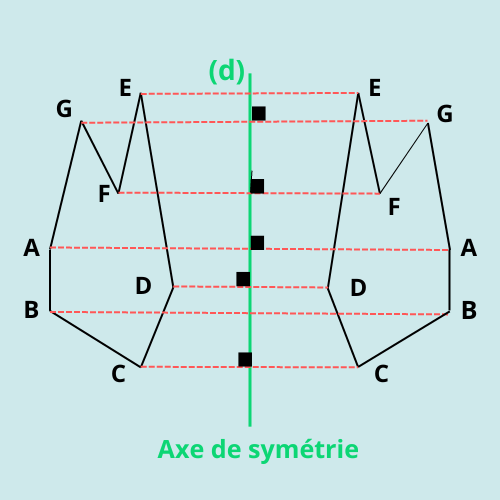 (d)
E E
G G
F F
A A
D D
B B
C C
Axe de symétrie